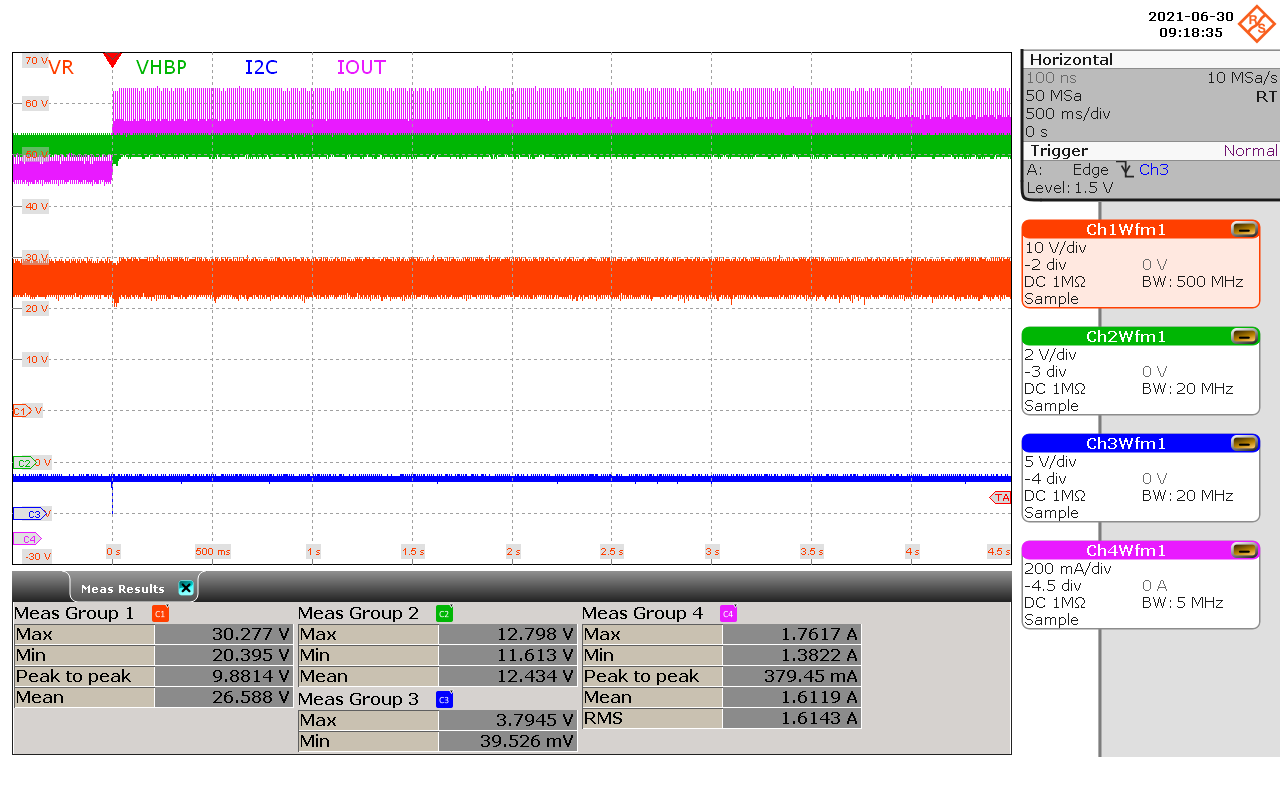 2021-06-30
09:18:35
R&S
70 V
VR
VHBP
I2C
IOUT
60 V
50 V
40 V
30 V
20 V
10 V
C1
V
C2
0 V
C3
V
TA
C4
-30 V
0 s
500 ms
1 s
1.5 s
2 s
2.5 s
3 s
3.5 s
4 s
4.5 s
Horizontal
100 ns 10 MSa/s
50 MSa RT
500 ms/div
0 s
Trigger Normal
A: Edge Ch3
Level: 1.5 V
Ch1Wfm1
10 V/div
-2 div 0 V
DC 1MΩ BW: 500 MHz
Sample
Ch2Wfm1
2 V/div
-3 div 0 V
DC 1MΩ BW: 20 MHz
Sample
Ch3Wfm1
5 V/div
-4 div 0 V
DC 1MΩ BW: 20 MHz
Sample
Ch4Wfm1
200 mA/div
-4.5 div 0 A
DC 1MΩ BW: 5 MHz
Sample
Meas Results
Meas Group 1 C1
Max 30.277 V
Min 20.395 V
Peak to peak 9.8814 V
Mean 26.588 V
Meas Group 2 C2
Max 12.798 V
Min 11.613 V
Mean 12.434 V
Meas Group 3 C3
Max 3.7945 V
Min 39.526 mV
Meas Group 4 C4
Max 1.7617 A
Min 1.3822 A
Peak to peak 379.45 mA
Mean 1.6119 A
RMS 1.6143 A